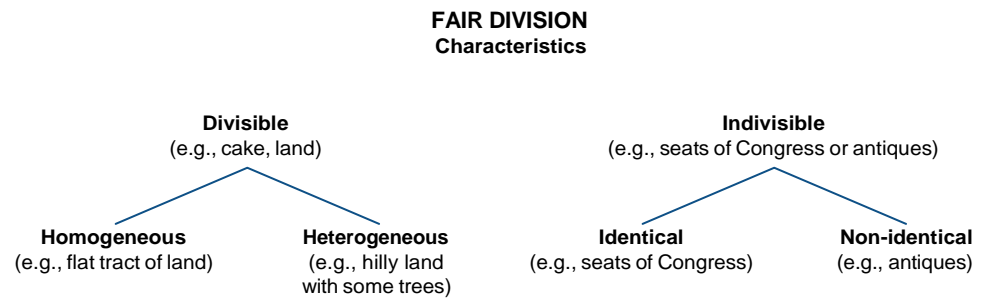 FAIR DIVISION
Characteristics
Divisible
(e.g., cake, land)
Indivisible
(e.g., seats of Congress or antiques)
Homogeneous
(e.g., flat tract of land)
Heterogeneous
(e.g., hilly land
with some trees)
Identical
(e.g., seats of Congress)
Non-identical
(e.g., antiques)